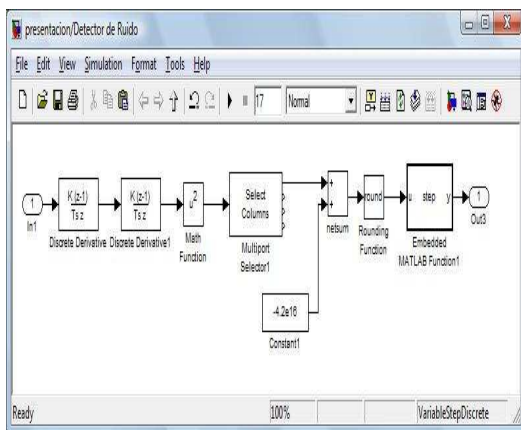 presentacion/Detector de Ruido
File Edit View Simulation Format Tools Help
17 Normal
K (z-1)
Ts z
K (z-1)
Ts z
u2
Select
Columns
+
+
round
u step y
1
1
In1
Discrete Derivative
Discrete Derivative1
Math
Function
Multiport
Selector1
netsum
Rounding
Function
Embedded
MATLAB Function1
Out3
-4.2e16
Constant1
Ready 100% VariableStepDiscrete